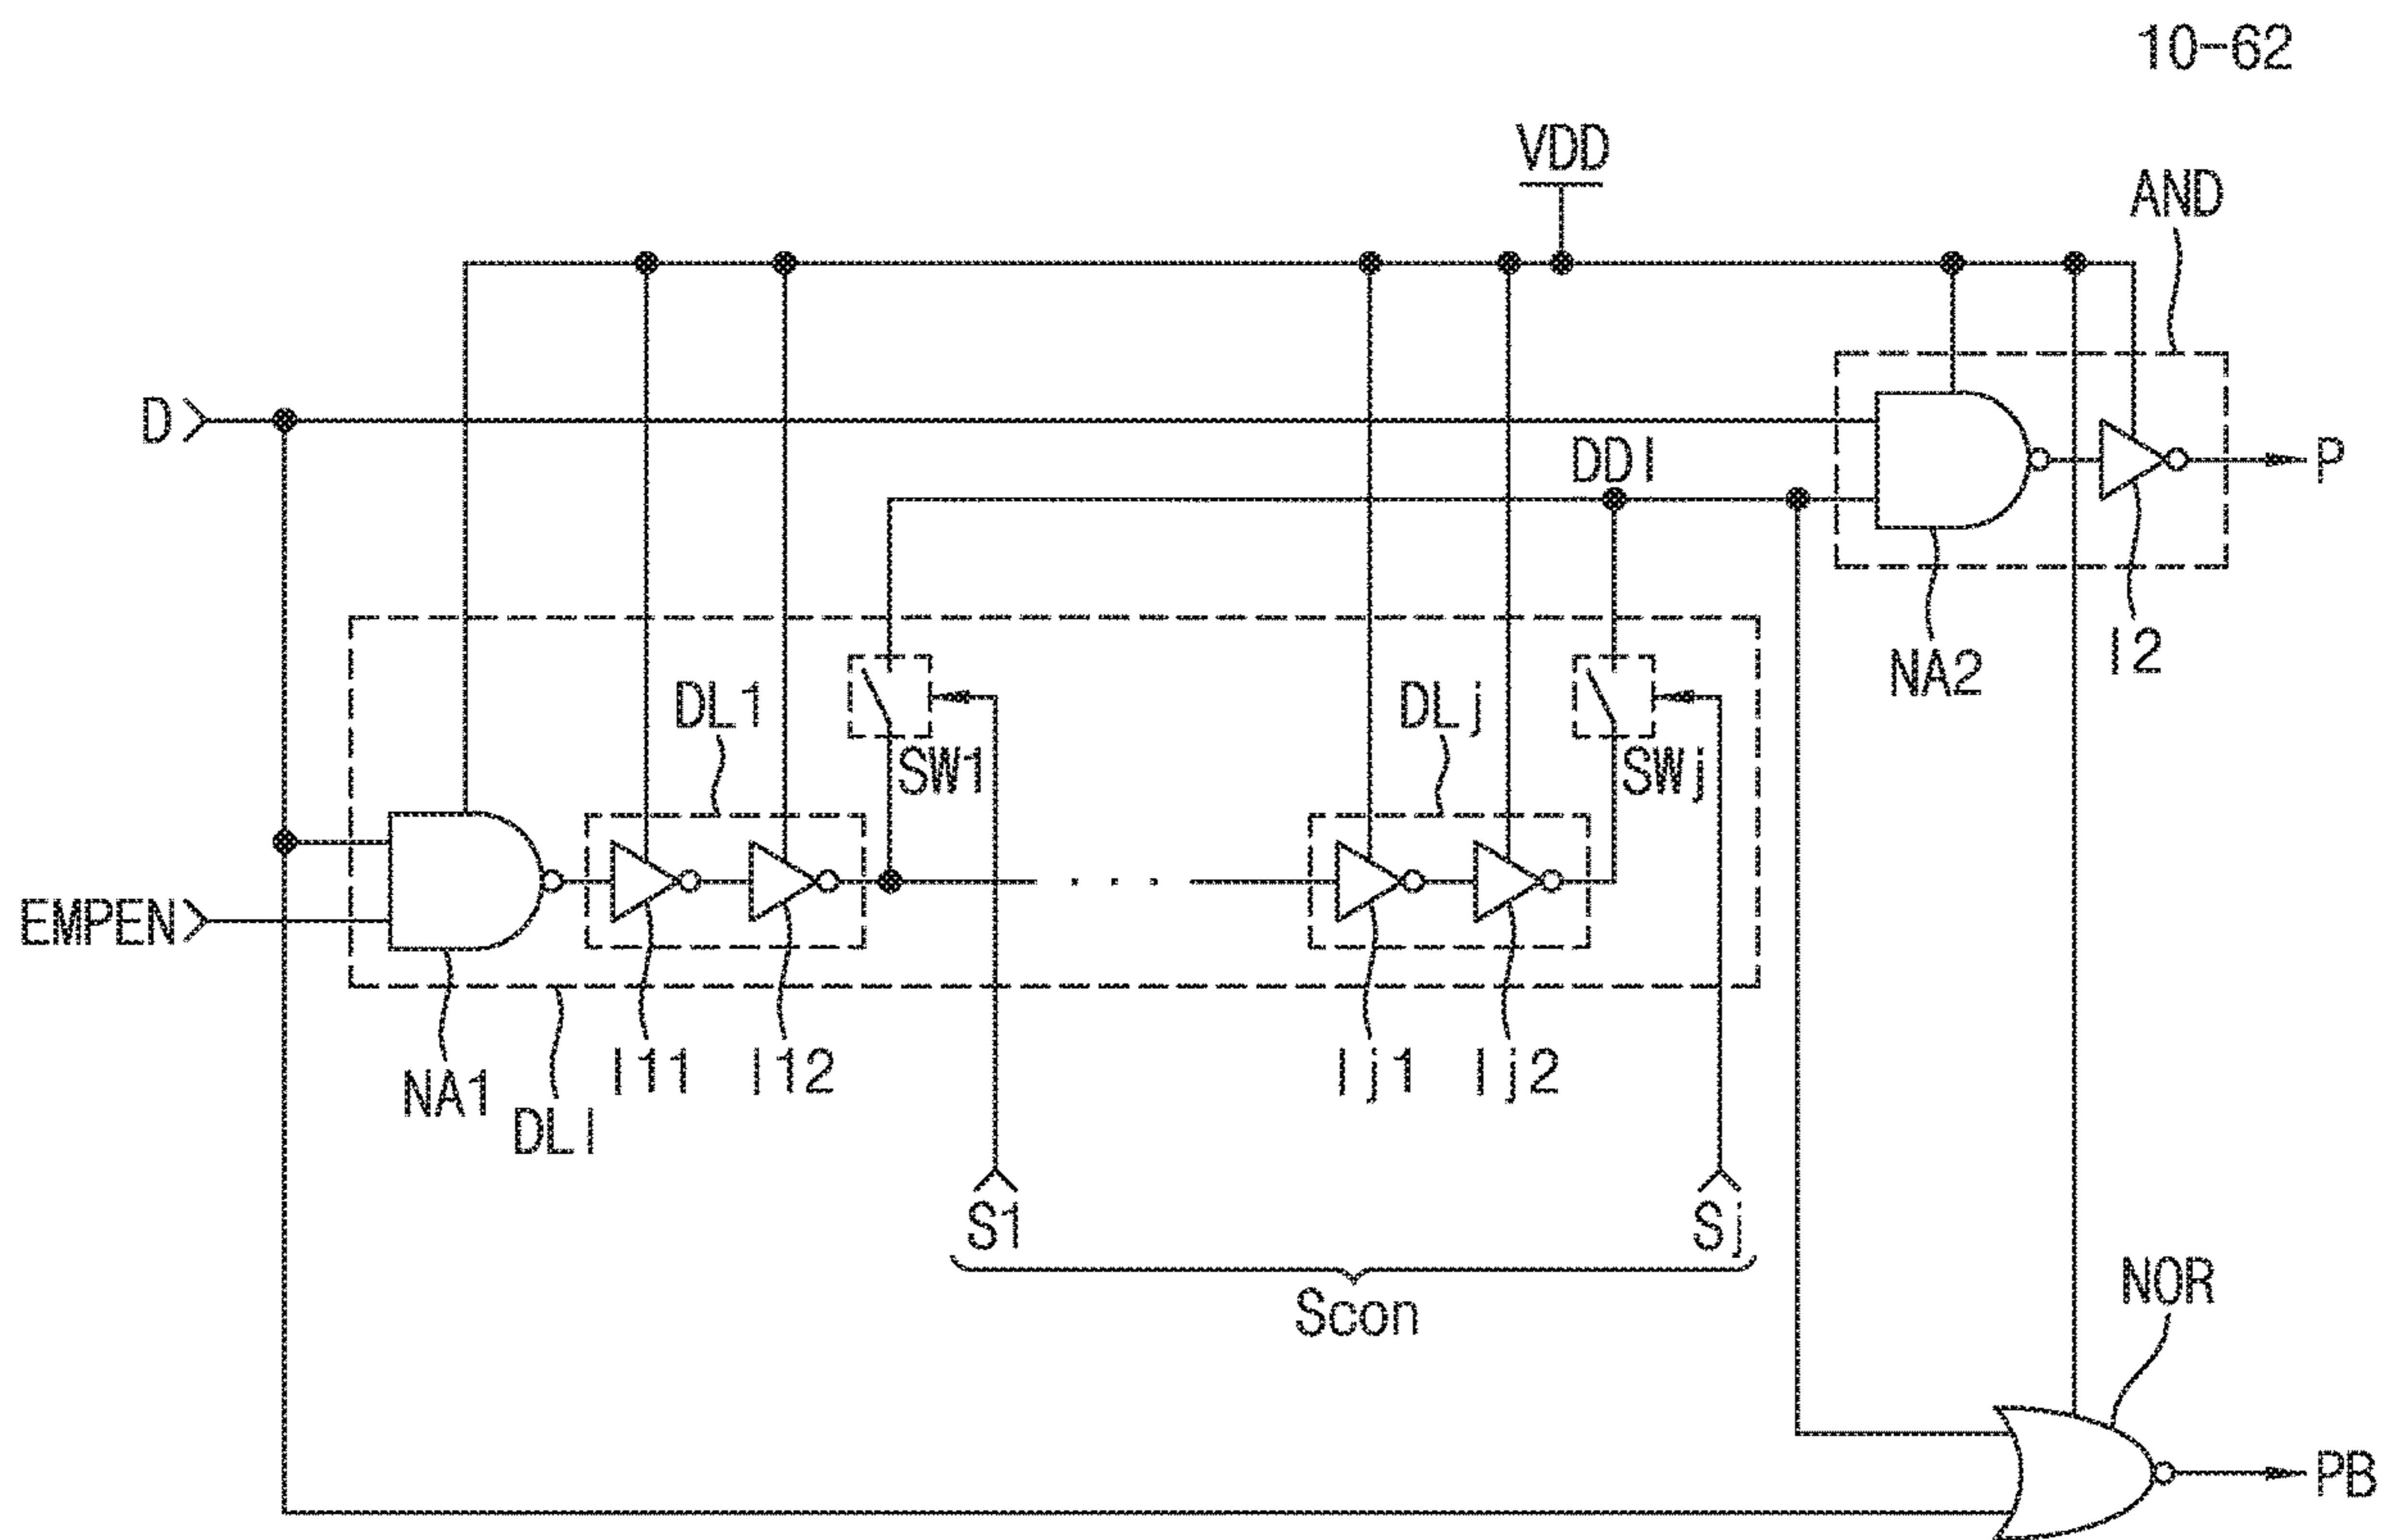 10-62
VDD
AND
D
DDI
P
NA2
I2
DL1
SW1
DLj
SWj
EMPEN
NA1
DLI
I11
I12
Ij1
Ij2
S1
Sj
Scon
NOR
PB